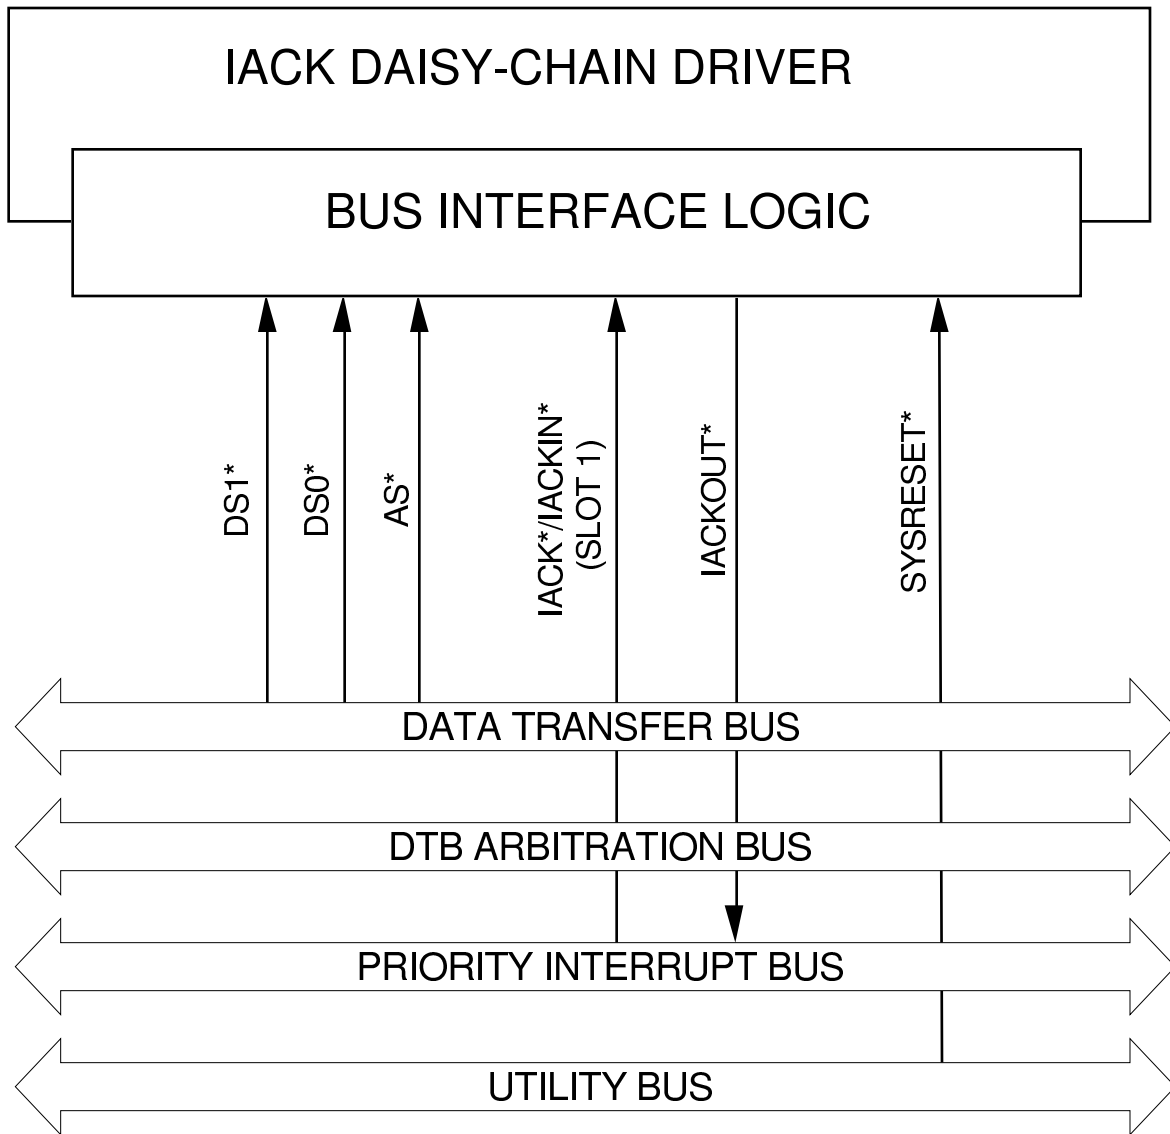 IACK DAISY-CHAIN DRIVER
BUS INTERFACE LOGIC
DS1*
DS0*
AS*
IACK*/IACKIN*
(SLOT 1)
IACKOUT*
SYSRESET*
DATA TRANSFER BUS
DTB ARBITRATION BUS
PRIORITY INTERRUPT BUS
UTILITY BUS